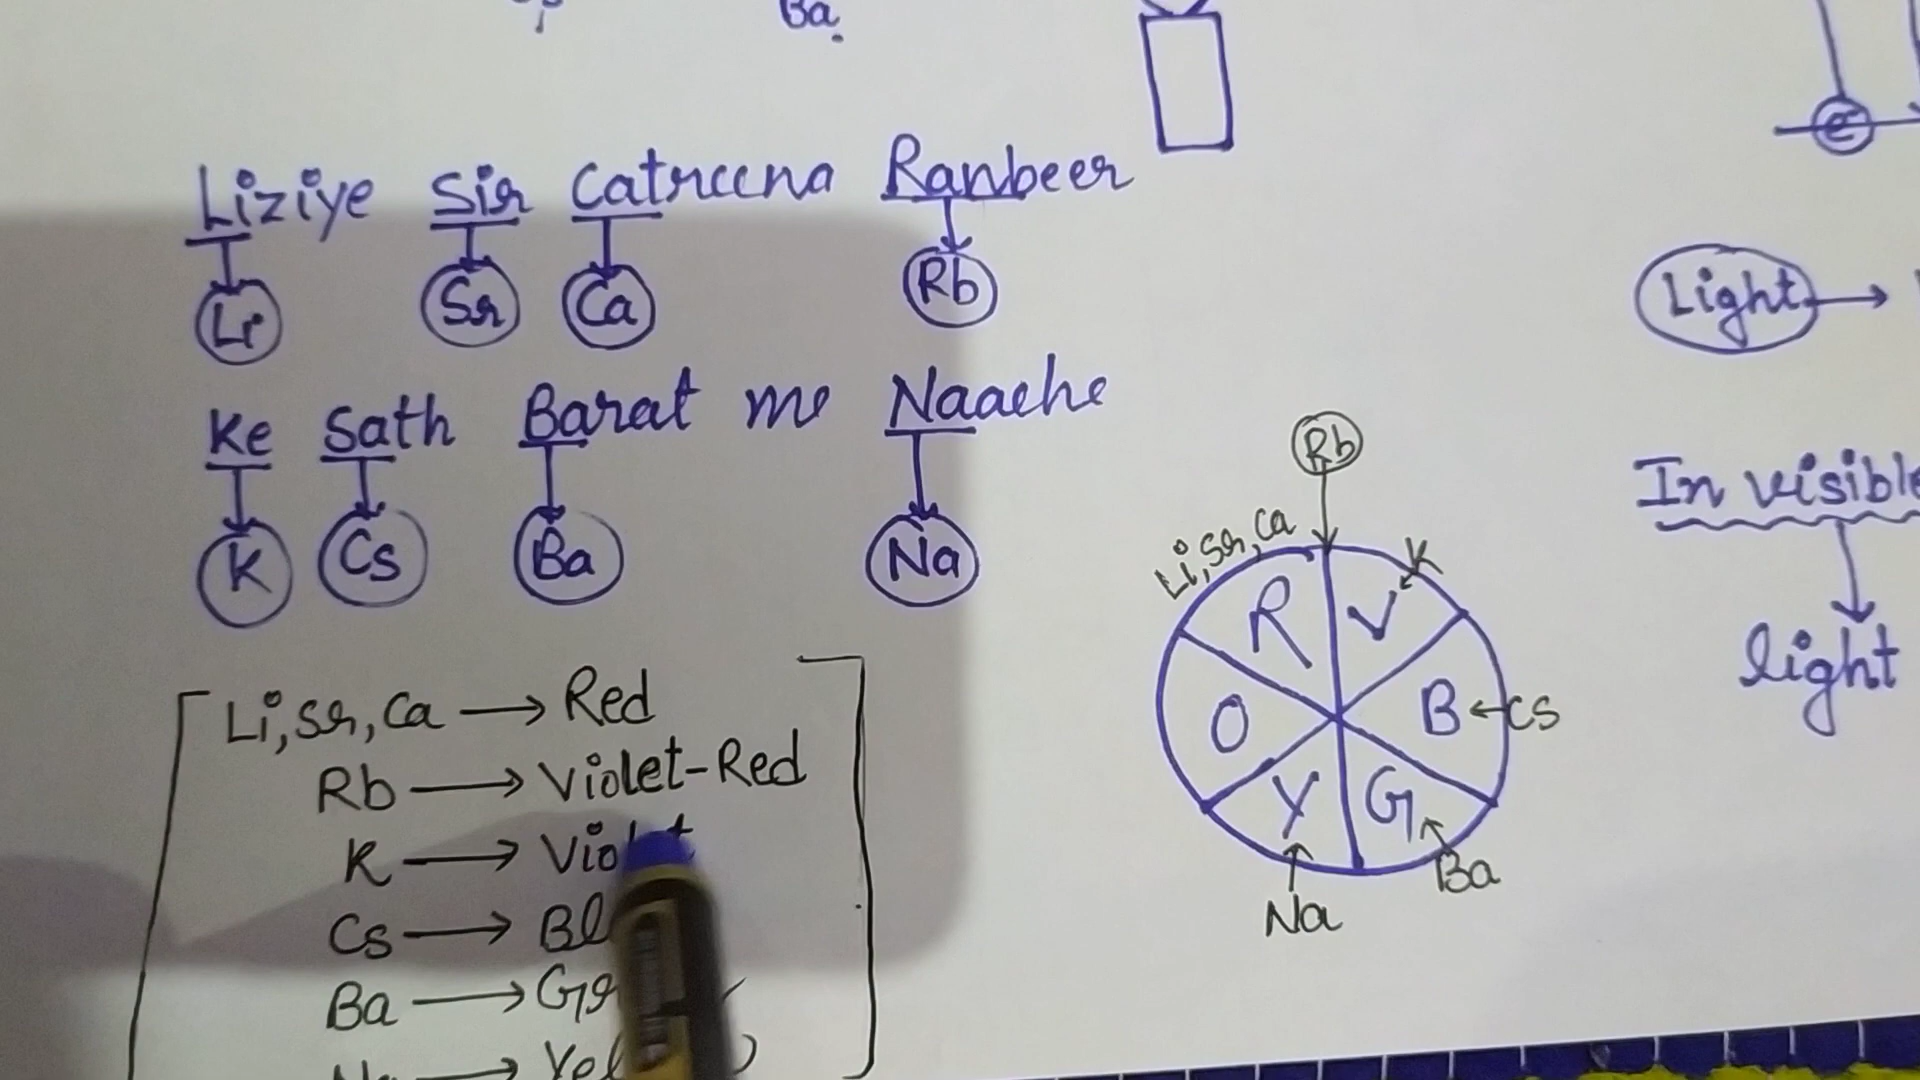 Ba
Liziye Sir Catreena Ranbeer
Li Sr Ca Rb
Ke Sath Barat me Naache
K Cs Ba Na
Li, Sr, Ca → Red
Rb → Violet-Red
K →
Cs →
Ba →
Rb
Li, Sr, Ca
K
R V
O B ← Cs
Y G
Ba
Na
e
Light →
In visible
light